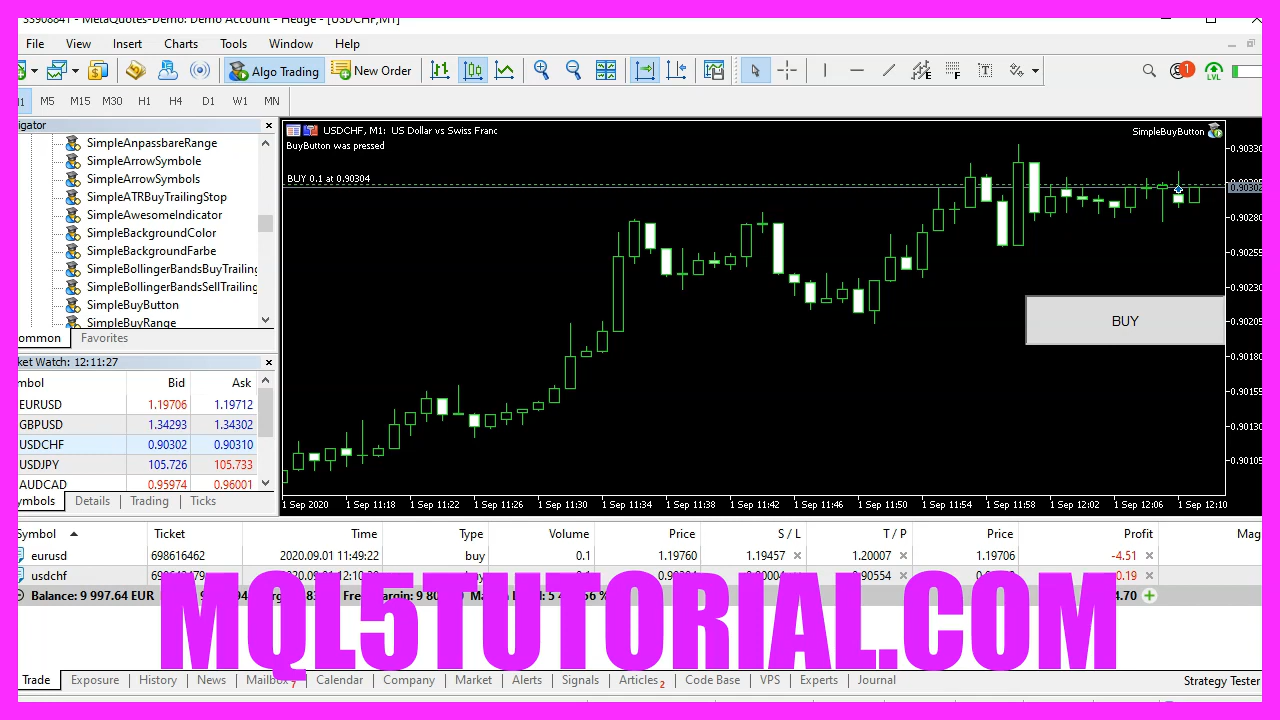 33908841 - MetaQuotes-Demo: Demo Account - Hedge - [USDCHF,M1]
File View Insert Charts Tools Window Help
Algo Trading New Order
M5 M15 M30 H1 H4 D1 W1 MN
igator
SimpleAnpassbareRange
SimpleArrowSymbole
SimpleArrowSymbols
SimpleATRBuyTrailingStop
SimpleAwesomeIndicator
SimpleBackgroundColor
SimpleBackgroundFarbe
SimpleBollingerBandsBuyTrailing
SimpleBollingerBandsSellTrailing
SimpleBuyButton
SimpleBuyRange
ommon Favorites
USDCHF, M1: US Dollar vs Swiss Franc
SimpleBuyButton
BuyButton was pressed
BUY 0.1 at 0.90304
BUY
0.90330
0.90302
0.90280
0.90255
0.90230
0.90205
0.90180
0.90155
0.90130
0.90105
1 Sep 2020 1 Sep 11:18 1 Sep 11:22 1 Sep 11:26 1 Sep 11:30 1 Sep 11:34 1 Sep 11:38 1 Sep 11:42 1 Sep 11:46 1 Sep 11:50 1 Sep 11:54 1 Sep 11:58 1 Sep 12:02 1 Sep 12:06 1 Sep 12:10
ket Watch: 12:11:27
mbol Bid Ask
EURUSD 1.19706 1.19712
GBPUSD 1.34293 1.34302
USDCHF 0.90302 0.90310
USDJPY 105.726 105.733
AUDCAD 0.95974 0.96001
ymbols Details Trading Ticks
Symbol Ticket Time Type Volume Price S / L T / P Price Profit Mag
eurusd 698616462 2020.09.01 11:49:22 buy 0.1 1.19760 1.19457 1.20007 1.19706 -4.51
usdchf 0.90554
Balance: 9 997.64 EUR
MQL5TUTORIAL.COM
Trade Exposure History News Mailbox 7 Calendar Company Market Alerts Signals Articles 2 Code Base VPS Experts Journal
Strategy Tester